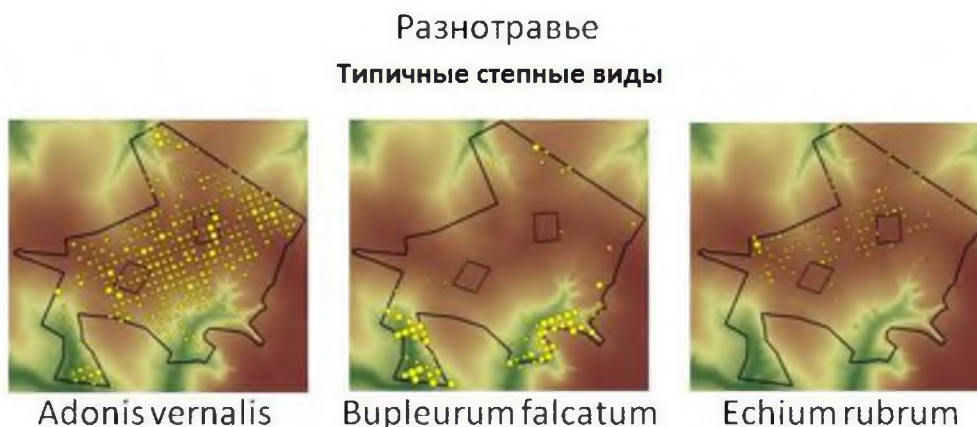 Разнотравье
Типичные степные виды
Adonis vernalis Bupleurum falcatum Echium rubrum